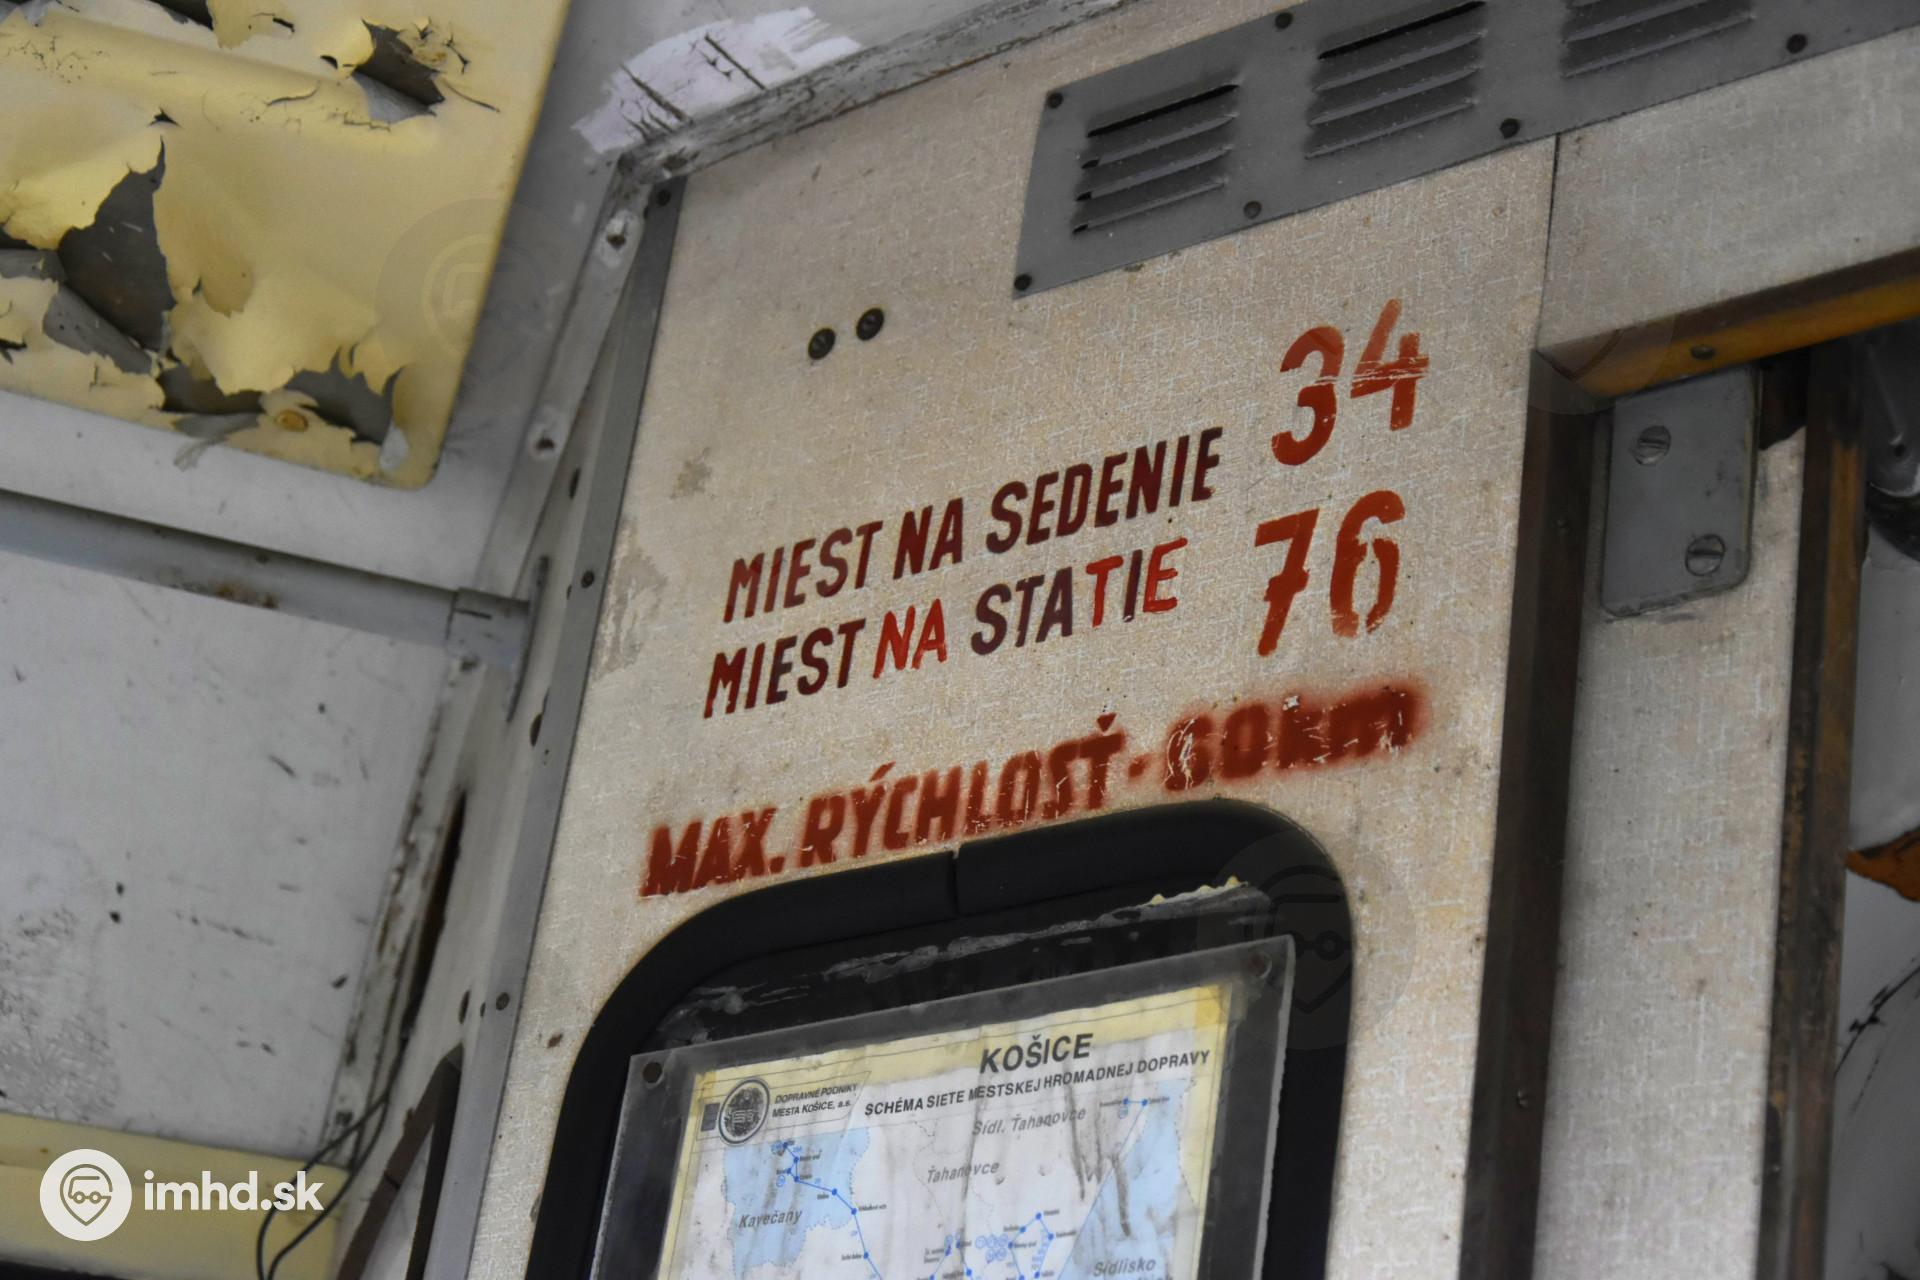 MIEST NA SEDENIE 34
MIEST NA STATIE 76
MAX. RÝCHLOSŤ - 60km
KOŠICE
DOPRAVNÉ PODNIKY
MESTA KOŠICE, a.s.
SCHÉMA SIETE MESTSKEJ HROMADNEJ DOPRAVY
Sídl. Ťahanovce
Ťahanovce
Kavečany
Sídlisko
imhd.sk